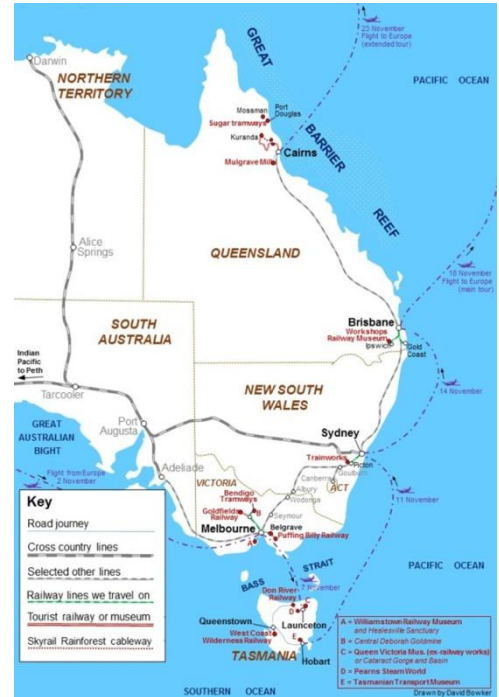 23 November
Flight to Europe
(extended tour)
Darwin
NORTHERN
TERRITORY
GREAT
BARRIER
REEF
PACIFIC OCEAN
Mossman
Port
Douglas
Sugar tramways
Kuranda
Cairns
Mulgrave Mill
QUEENSLAND
Alice
Springs
18 November
Flight to Europe
(main tour)
SOUTH
AUSTRALIA
Brisbane
Workshops
Railway Museum
Ipswich
Gold
Coast
Indian
Pacific
to Peth
Tarcooler
NEW SOUTH
WALES
14 November
Port
Augusta
GREAT
AUSTRALIAN
BIGHT
Sydney
Trainworks
Picton
Goulburn
Canberra
ACT
Adeliade
Flight from Europe
2 November
VICTORIA
Albury
Wodonga
Bendigo
Tramways
Goldfields
Railway
B
Seymour
11 November
Melbourne
Belgrave
Puffing Billy Railway
A
Key
Road journey
Cross country lines
Selected other lines
Railway lines we travel on
Tourist railway or museum
Skyrail Rainforest cableway
BASS
STRAIT
7 November
Don River
Railway
C
D
PACIFIC OCEAN
Queenstown
Launceton
West Coast
Wilderness Railway
E
TASMANIA
Hobart
SOUTHERN OCEAN
A = Williamstown Railway Museum
and Healesville Sanctuary
B = Central Deborah Goldmine
C = Queen Victoria Mus. (ex-railway works)
or Cataract Gorge and Basin
D = Pearns Steam World
E = Tasmanian Transport Museum
Drawn by David Bowker